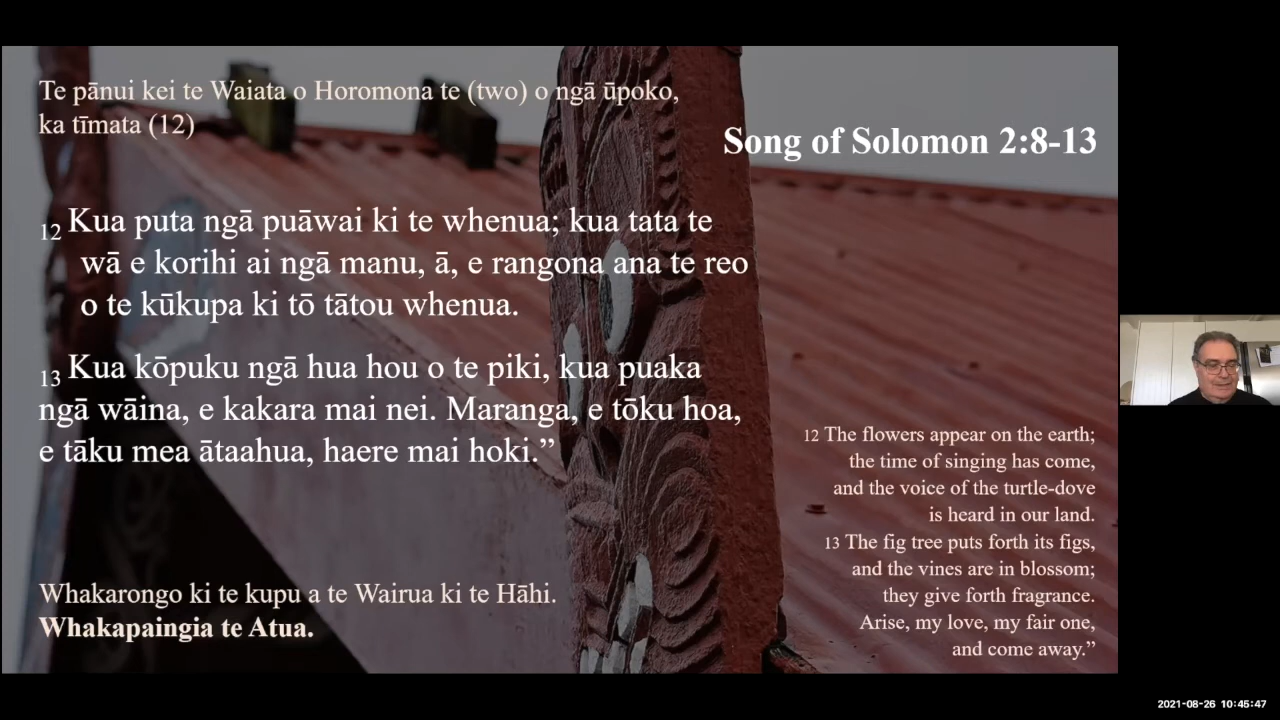 Te pānui kei te Waiata o Horomona te (two) o ngā ūpoko,
ka tīmata (12)
Song of Solomon 2:8-13
12 Kua puta ngā puāwai ki te whenua; kua tata te
wā e korihi ai ngā manu, ā, e rangona ana te reo
o te kūkupa ki tō tātou whenua.
13 Kua kōpuku ngā hua hou o te piki, kua puaka
ngā wāina, e kakara mai nei. Maranga, e tōku hoa,
e tāku mea ātaahua, haere mai hoki.”
12 The flowers appear on the earth;
the time of singing has come,
and the voice of the turtle-dove
is heard in our land.
13 The fig tree puts forth its figs,
and the vines are in blossom;
they give forth fragrance.
Arise, my love, my fair one,
and come away.”
Whakarongo ki te kupu a te Wairua ki te Hāhi.
Whakapaingia te Atua.
2021-08-26 10:45:47